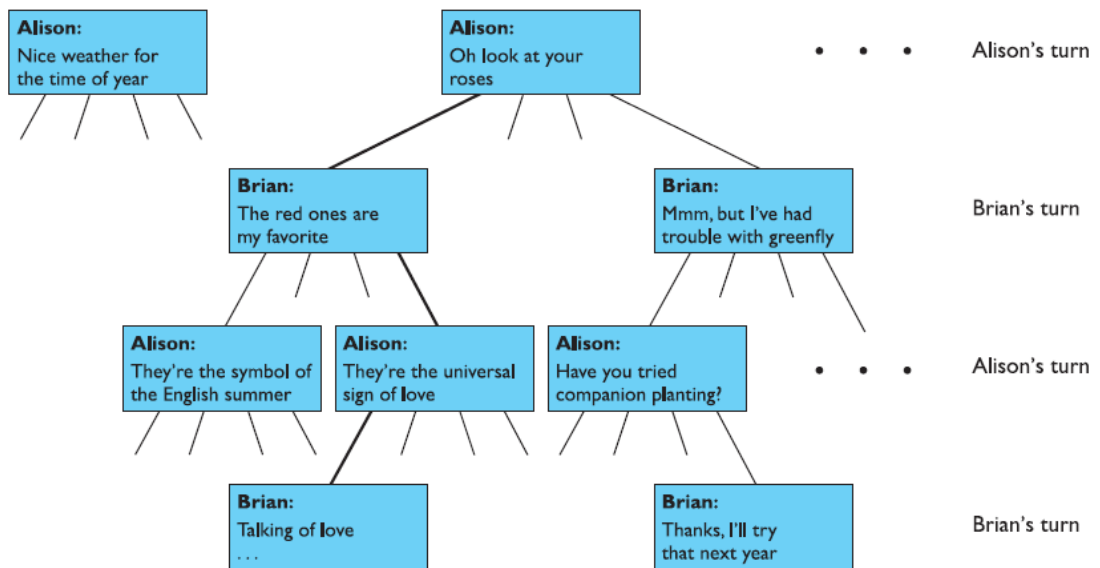 Alison:
Nice weather for
the time of year
Alison:
Oh look at your
roses
• • •
Alison's turn
Brian:
The red ones are
my favorite
Brian:
Mmm, but I've had
trouble with greenfly
Brian's turn
Alison:
They're the symbol of
the English summer
Alison:
They're the universal
sign of love
Alison:
Have you tried
companion planting?
• • •
Alison's turn
Brian:
Talking of love
. . .
Brian:
Thanks, I'll try
that next year
Brian's turn